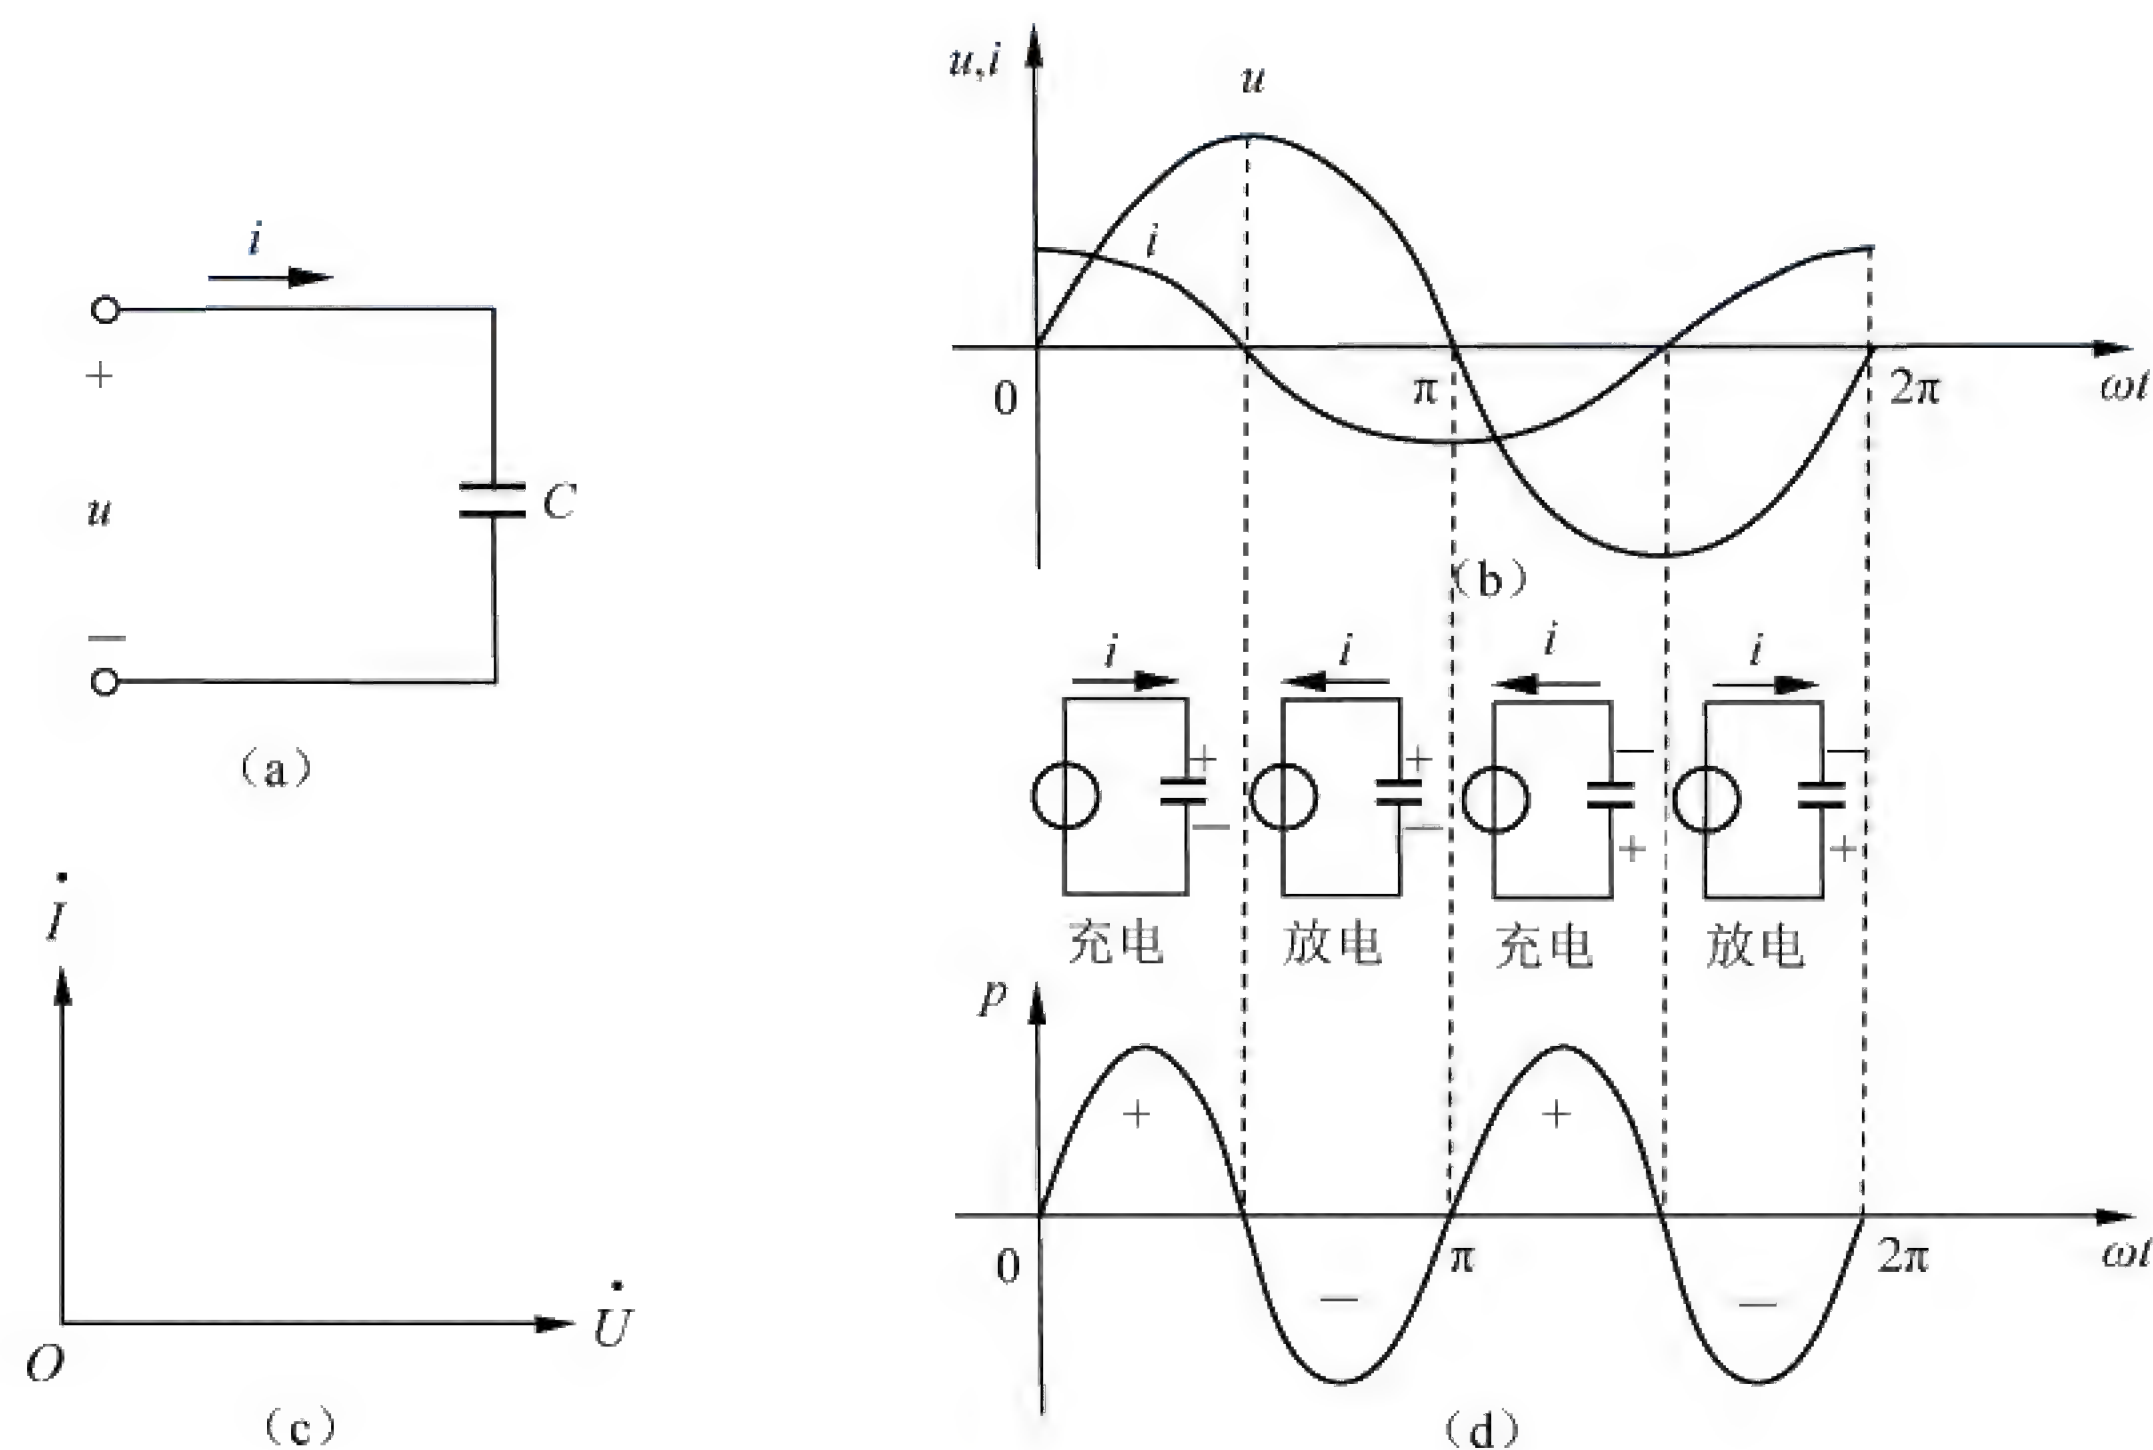 i
+
u
C
—
(a)
İ
O
U̇
(c)
u,i
u
i
0
π
2π
ωt
(b)
i
i
i
i
+
+
—
—
—
—
+
+
充电
放电
充电
放电
p
+
+
0
π
2π
ωt
—
—
(d)